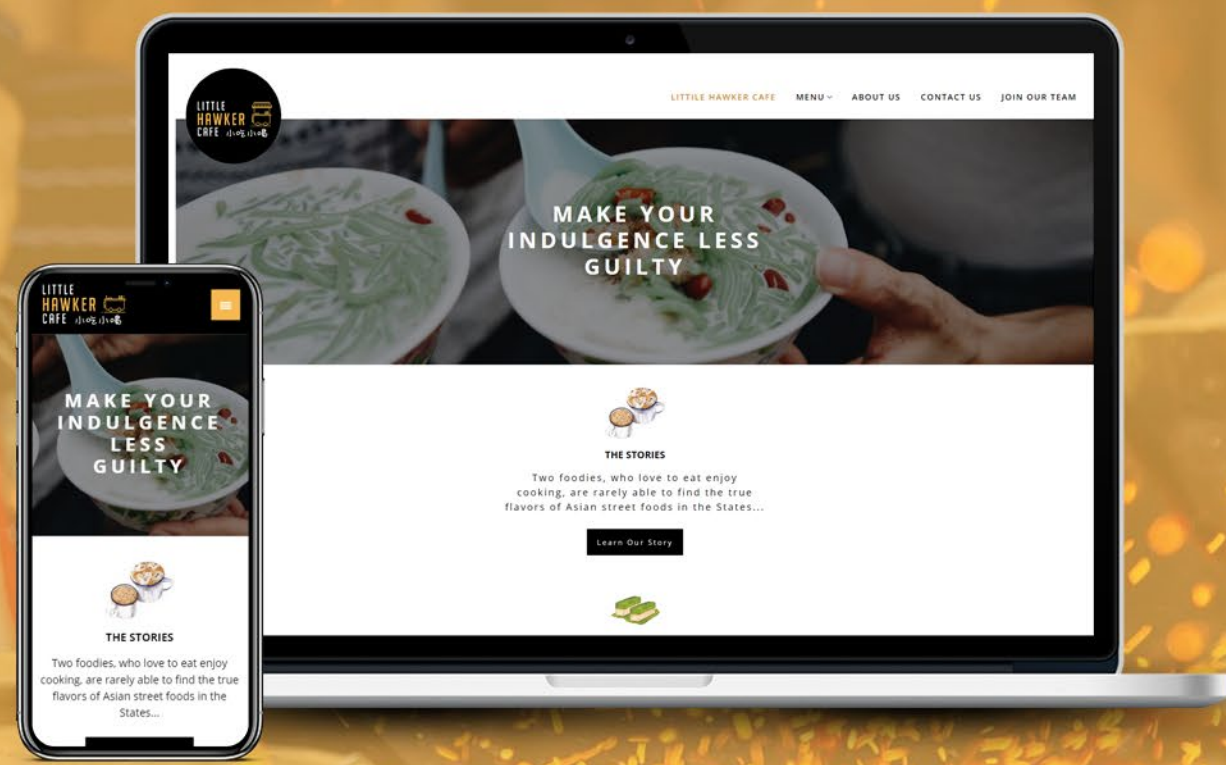 LITTLE
HAWKER
CAFE 小吃小喝
LITTILE HAWKER CAFE MENU ABOUT US CONTACT US JOIN OUR TEAM
MAKE YOUR
INDULGENCE LESS
GUILTY
THE STORIES
Two foodies, who love to eat enjoy
cooking, are rarely able to find the true
flavors of Asian street foods in the States...
Learn Our Story
LITTLE
HAWKER
CAFE 小吃小喝
MAKE YOUR
INDULGENCE
LESS
GUILTY
THE STORIES
Two foodies, who love to eat enjoy
cooking, are rarely able to find the true
flavors of Asian street foods in the
States...